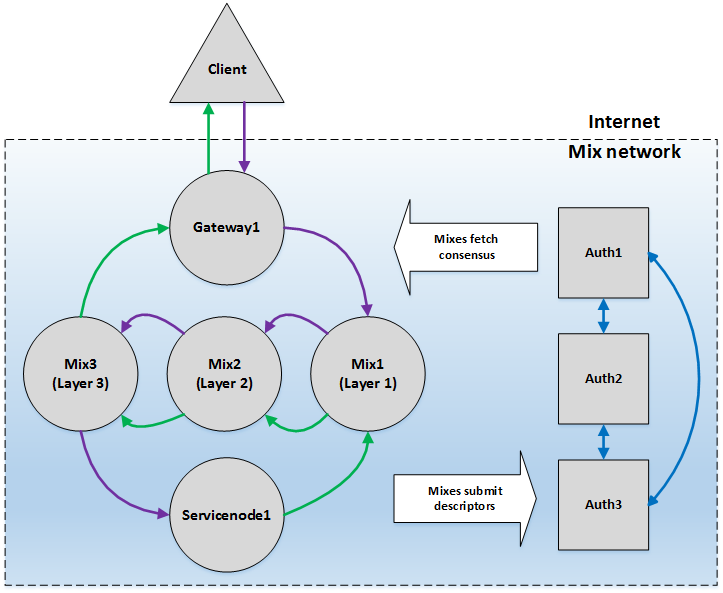 Client
Internet
Mix network
Gateway1
Mixes fetch
consensus
Auth1
Mix3
(Layer 3)
Mix2
(Layer 2)
Mix1
(Layer 1)
Auth2
Servicenode1
Mixes submit
descriptors
Auth3